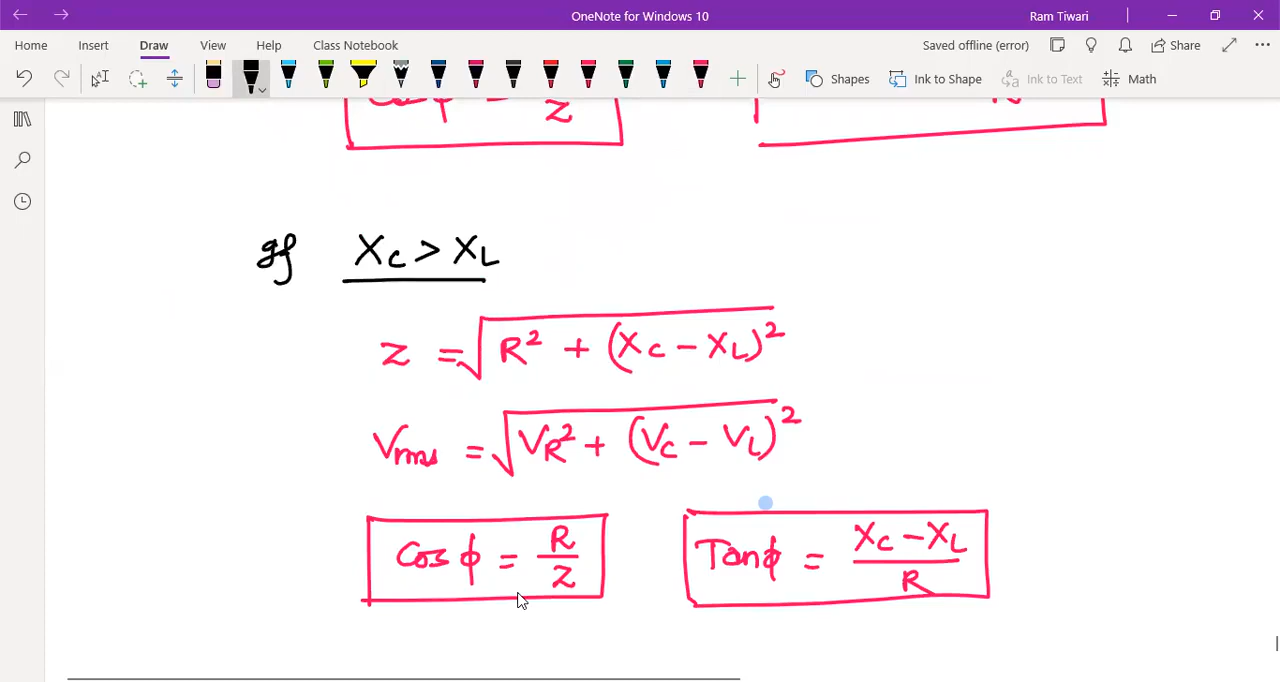 OneNote for Windows 10
Ram Tiwari
Home Insert Draw View Help Class Notebook Saved offline (error) Share
Shapes Ink to Shape Ink to Text Math
Z
If XC > XL
Z = √R² + (XC - XL)²
Vrms = √VR² + (VC - VL)²
Cosφ = R/Z Tanφ = XC - XL/R